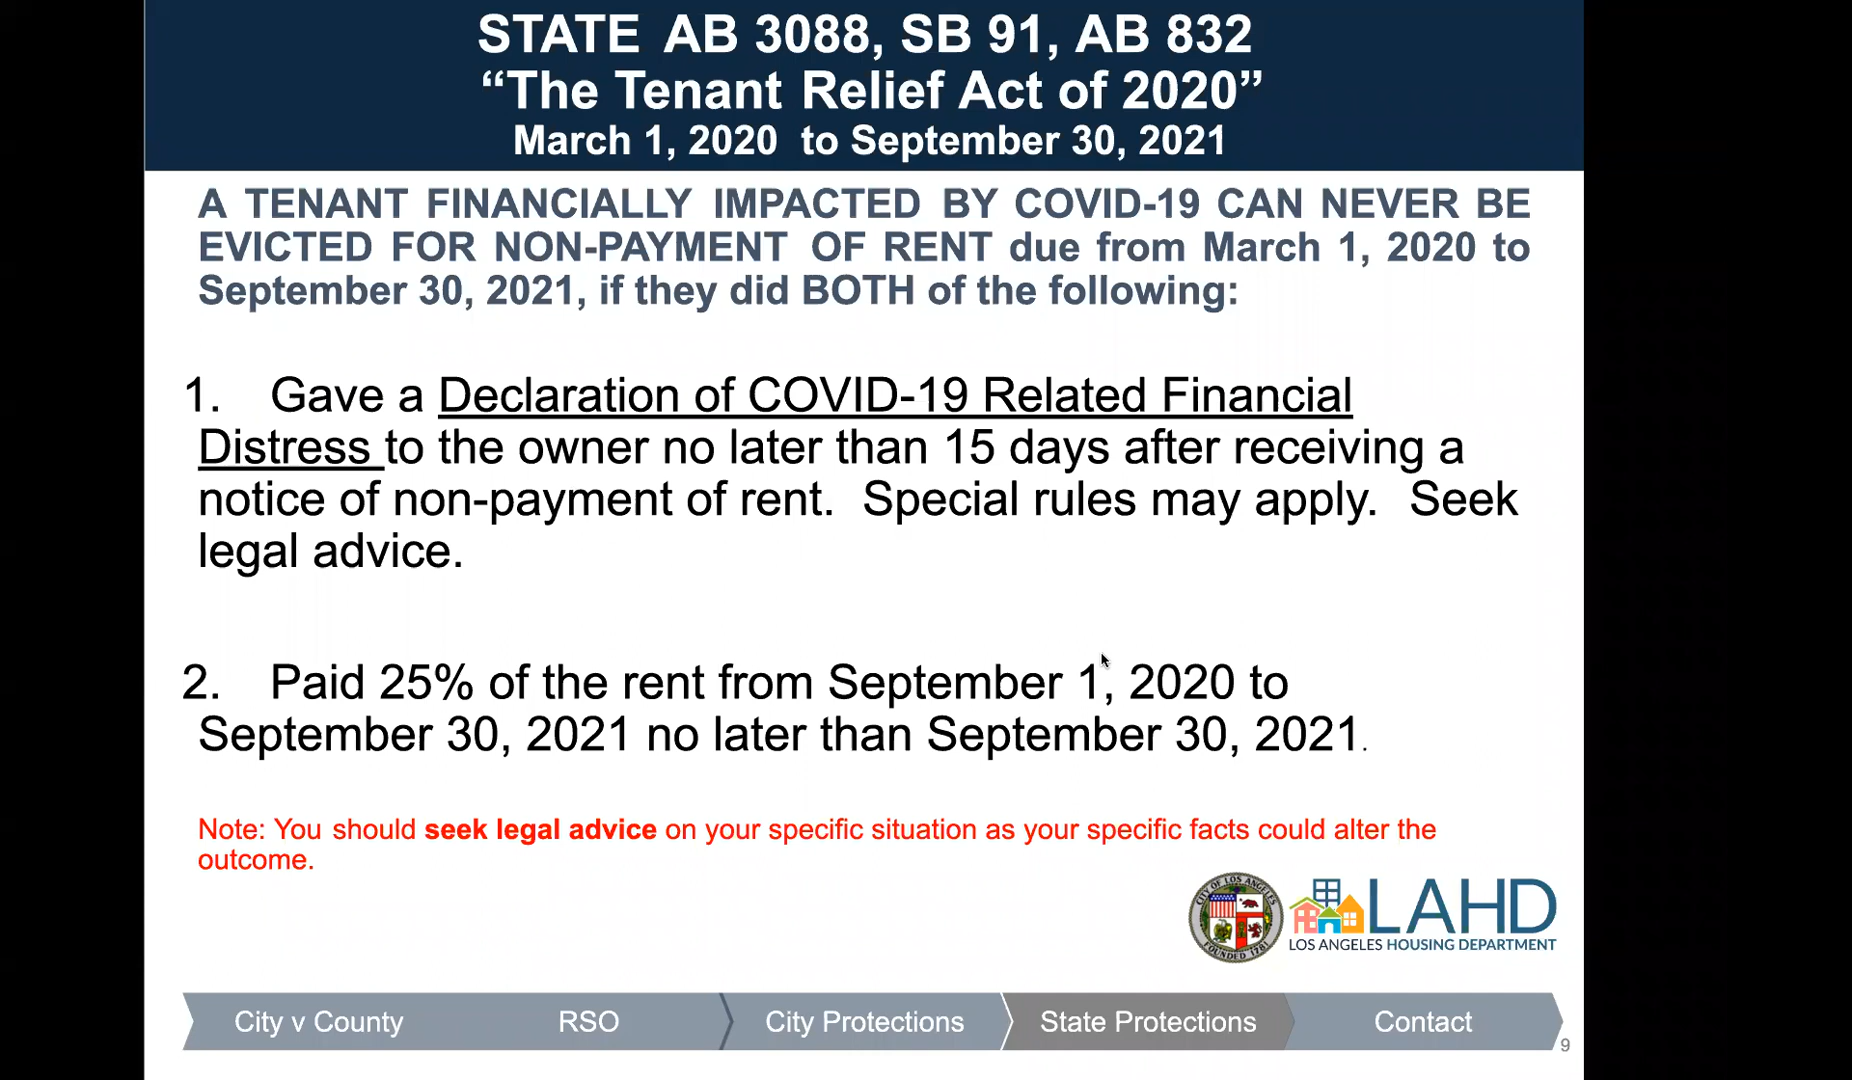 STATE AB 3088, SB 91, AB 832
“The Tenant Relief Act of 2020”
March 1, 2020 to September 30, 2021
A TENANT FINANCIALLY IMPACTED BY COVID-19 CAN NEVER BE
EVICTED FOR NON-PAYMENT OF RENT due from March 1, 2020 to
September 30, 2021, if they did BOTH of the following:
1. Gave a Declaration of COVID-19 Related Financial
Distress to the owner no later than 15 days after receiving a
notice of non-payment of rent. Special rules may apply. Seek
legal advice.
2. Paid 25% of the rent from September 1, 2020 to
September 30, 2021 no later than September 30, 2021.
Note: You should seek legal advice on your specific situation as your specific facts could alter the
outcome.
CITY OF LOS ANGELES
FOUNDED 1781
LAHD
LOS ANGELES HOUSING DEPARTMENT
City v County
RSO
City Protections
State Protections
Contact
9